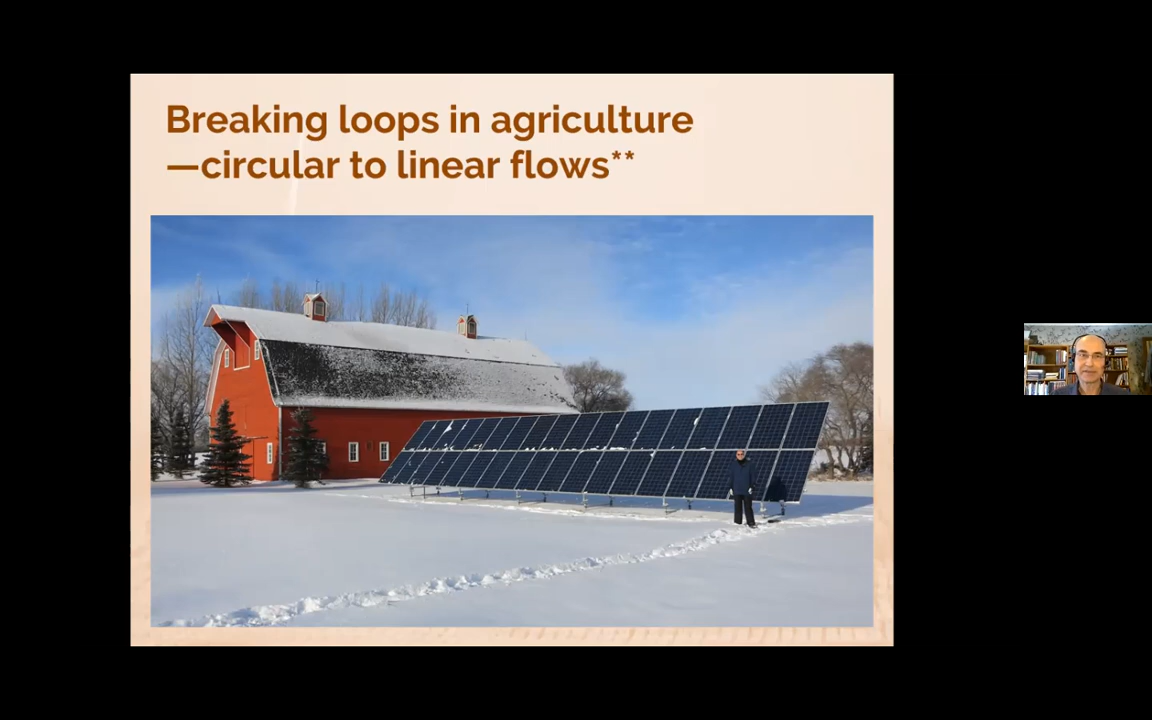 Breaking loops in agriculture
—circular to linear flows**